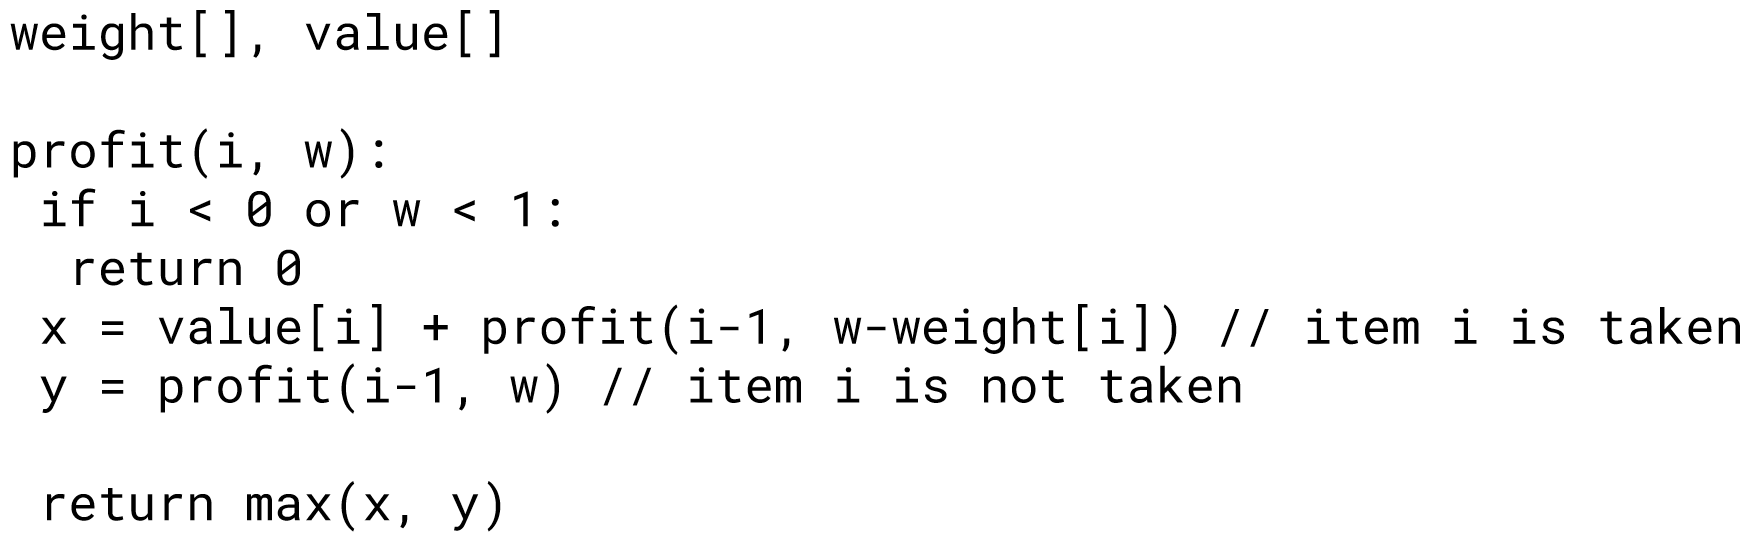 weight[], value[]

profit(i, w):
 if i < 0 or w < 1:
  return 0
 x = value[i] + profit(i-1, w-weight[i]) // item i is taken
 y = profit(i-1, w) // item i is not taken

 return max(x, y)